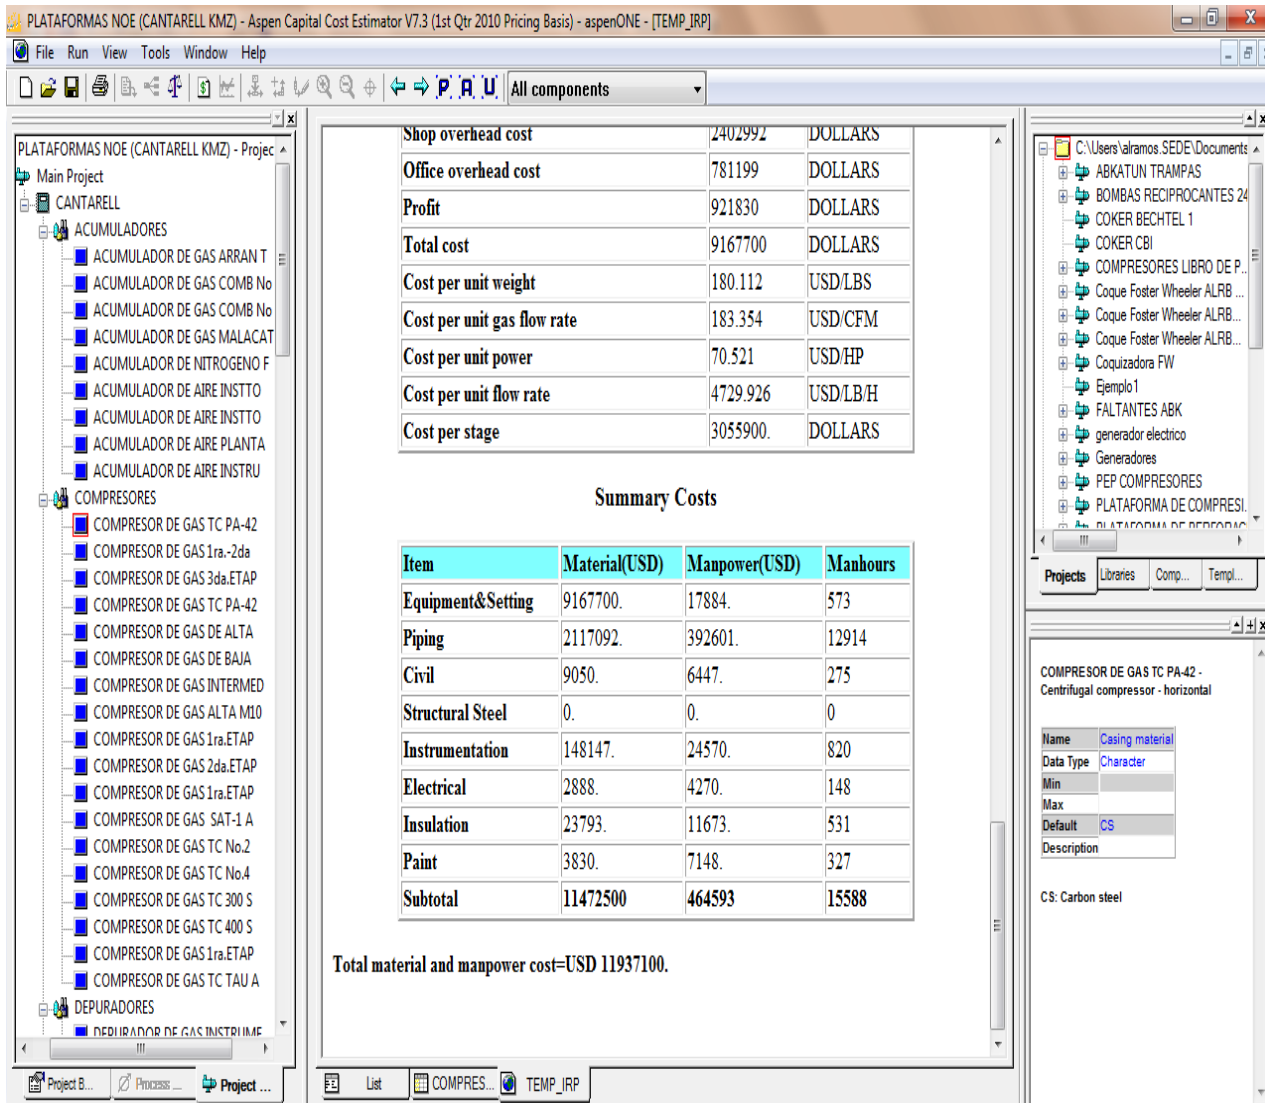 PLATAFORMAS NOE (CANTARELL KMZ) - Aspen Capital Cost Estimator V7.3 (1st Qtr 2010 Pricing Basis) - aspenONE - [TEMP_IRP]
File Run View Tools Window Help
P A U All components
PLATAFORMAS NOE (CANTARELL KMZ) - Projec
Main Project
CANTARELL
ACUMULADORES
ACUMULADOR DE GAS ARRAN T
ACUMULADOR DE GAS COMB No
ACUMULADOR DE GAS COMB No
ACUMULADOR DE GAS MALACAT
ACUMULADOR DE NITROGENO F
ACUMULADOR DE AIRE INSTTO
ACUMULADOR DE AIRE INSTTO
ACUMULADOR DE AIRE PLANTA
ACUMULADOR DE AIRE INSTRU
COMPRESORES
COMPRESOR DE GAS TC PA-42
COMPRESOR DE GAS 1ra.-2da
COMPRESOR DE GAS 3da.ETAP
COMPRESOR DE GAS TC PA-42
COMPRESOR DE GAS DE ALTA
COMPRESOR DE GAS DE BAJA
COMPRESOR DE GAS INTERMED
COMPRESOR DE GAS ALTA M10
COMPRESOR DE GAS 1ra.ETAP
COMPRESOR DE GAS 2da.ETAP
COMPRESOR DE GAS 1ra.ETAP
COMPRESOR DE GAS SAT-1 A
COMPRESOR DE GAS TC No.2
COMPRESOR DE GAS TC No.4
COMPRESOR DE GAS TC 300 S
COMPRESOR DE GAS TC 400 S
COMPRESOR DE GAS 1ra.ETAP
COMPRESOR DE GAS TC TAU A
DEPURADORES
DEPURADOR DE GAS INSTRUME
Project B... Process ... Project ...
Shop overhead cost 2402992 DOLLARS
Office overhead cost 781199 DOLLARS
Profit 921830 DOLLARS
Total cost 9167700 DOLLARS
Cost per unit weight 180.112 USD/LBS
Cost per unit gas flow rate 183.354 USD/CFM
Cost per unit power 70.521 USD/HP
Cost per unit flow rate 4729.926 USD/LB/H
Cost per stage 3055900. DOLLARS
Summary Costs
Item Material(USD) Manpower(USD) Manhours
Equipment&Setting 9167700. 17884. 573
Piping 2117092. 392601. 12914
Civil 9050. 6447. 275
Structural Steel 0. 0. 0
Instrumentation 148147. 24570. 820
Electrical 2888. 4270. 148
Insulation 23793. 11673. 531
Paint 3830. 7148. 327
Subtotal 11472500 464593 15588
Total material and manpower cost=USD 11937100.
List COMPRES... TEMP_IRP
C:\Users\alramos.SEDE\Documents
ABKATUN TRAMPAS
BOMBAS RECIPROCANTES 24
COKER BECHTEL 1
COKER CBI
COMPRESORES LIBRO DE P...
Coque Foster Wheeler ALRB ...
Coque Foster Wheeler ALRB...
Coque Foster Wheeler ALRB...
Coquizadora FW
Ejemplo1
FALTANTES ABK
generador electrico
Generadores
PEP COMPRESORES
PLATAFORMA DE COMPRESI.
PLATAFORMA DE PERFORAC
Projects Libraries Comp... Templ...
COMPRESOR DE GAS TC PA-42 -
Centrifugal compressor - horizontal
Name Casing material
Data Type Character
Min
Max
Default CS
Description
CS: Carbon steel